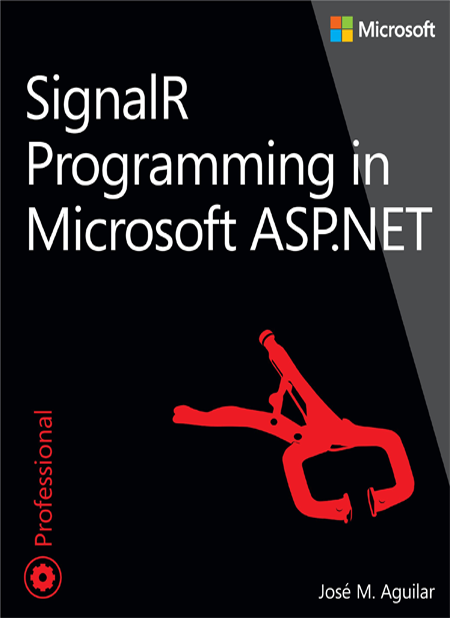 Microsoft
SignalR
Programming in
Microsoft ASP.NET
Professional
José M. Aguilar